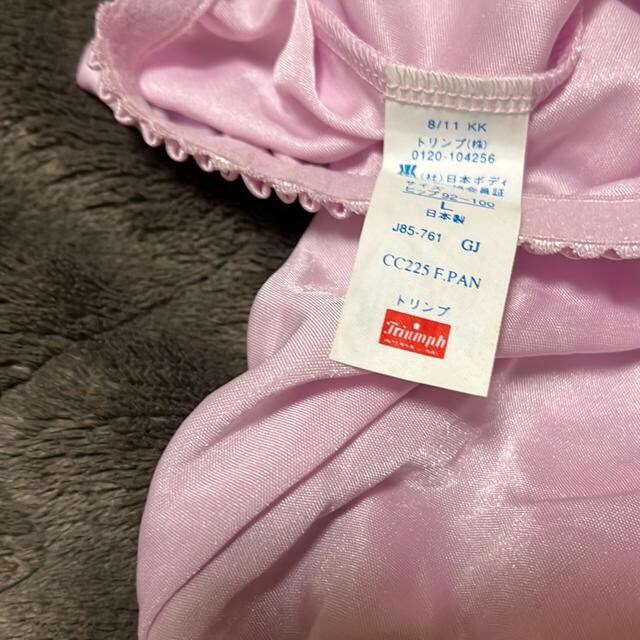 8/11 KK
トリンプ(株)
0120-104256
(社)日本ボディ
ヒップ92-100
L
日本製
J85-761 GJ
CC225 F.PAN
トリンプ
Triumph